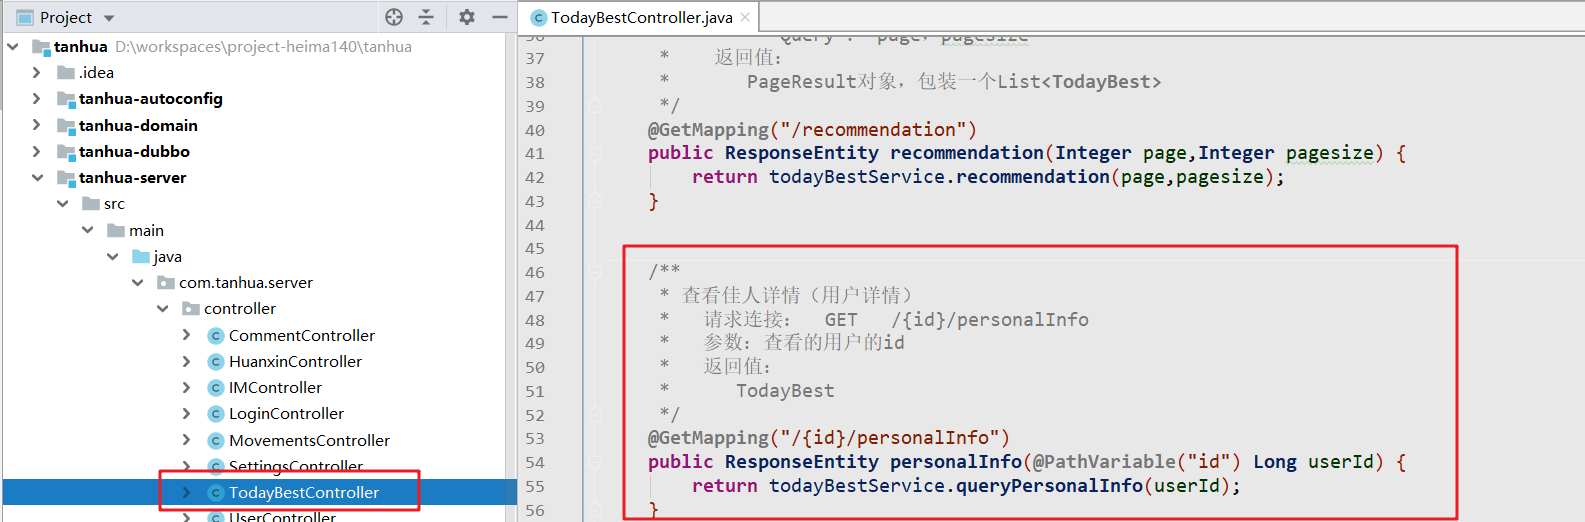 Project
tanhua D:\workspaces\project-heima140\tanhua
.idea
tanhua-autoconfig
tanhua-domain
tanhua-dubbo
tanhua-server
src
main
java
com.tanhua.server
controller
CommentController
HuanxinController
IMController
LoginController
MovementsController
SettingsController
TodayBestController
UserController
TodayBestController.java
36 Query : page, pagesize
37 * 返回值：
38 * PageResult对象，包装一个List<TodayBest>
39 */
40 @GetMapping("/recommendation")
41 public ResponseEntity recommendation(Integer page,Integer pagesize) {
42 return todayBestService.recommendation(page,pagesize);
43 }
44
45
46 /**
47 * 查看佳人详情（用户详情）
48 * 请求连接： GET /{id}/personalInfo
49 * 参数：查看的用户的id
50 * 返回值：
51 * TodayBest
52 */
53 @GetMapping("/{id}/personalInfo")
54 public ResponseEntity personalInfo(@PathVariable("id") Long userId) {
55 return todayBestService.queryPersonalInfo(userId);
56 }